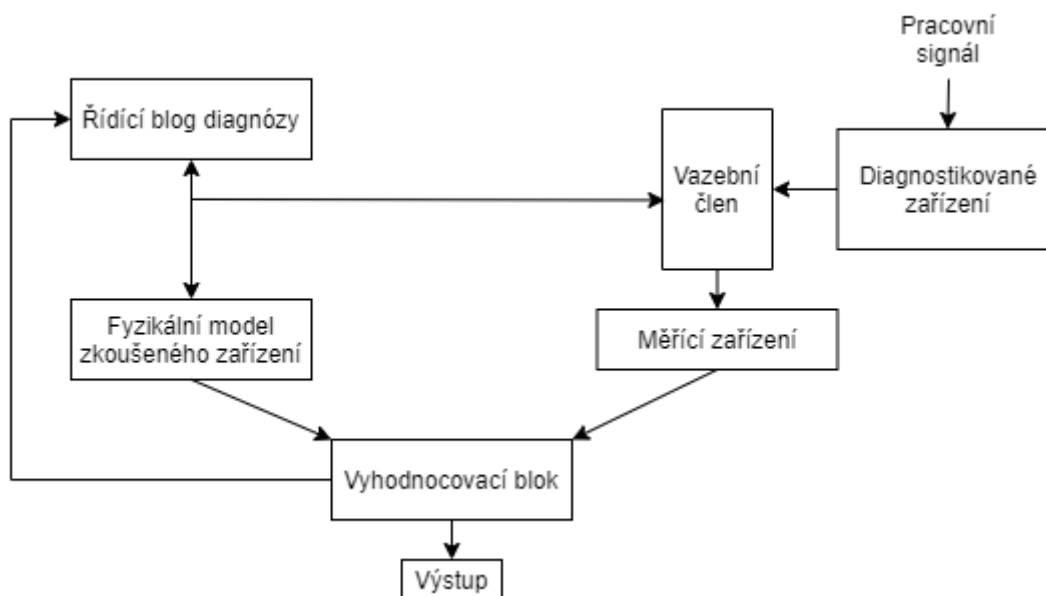 Pracovní
signál
Řídící blog diagnózy
Vazební
člen
Diagnostikované
zařízení
Fyzikální model
zkoušeného zařízení
Měřící zařízení
Vyhodnocovací blok
Výstup